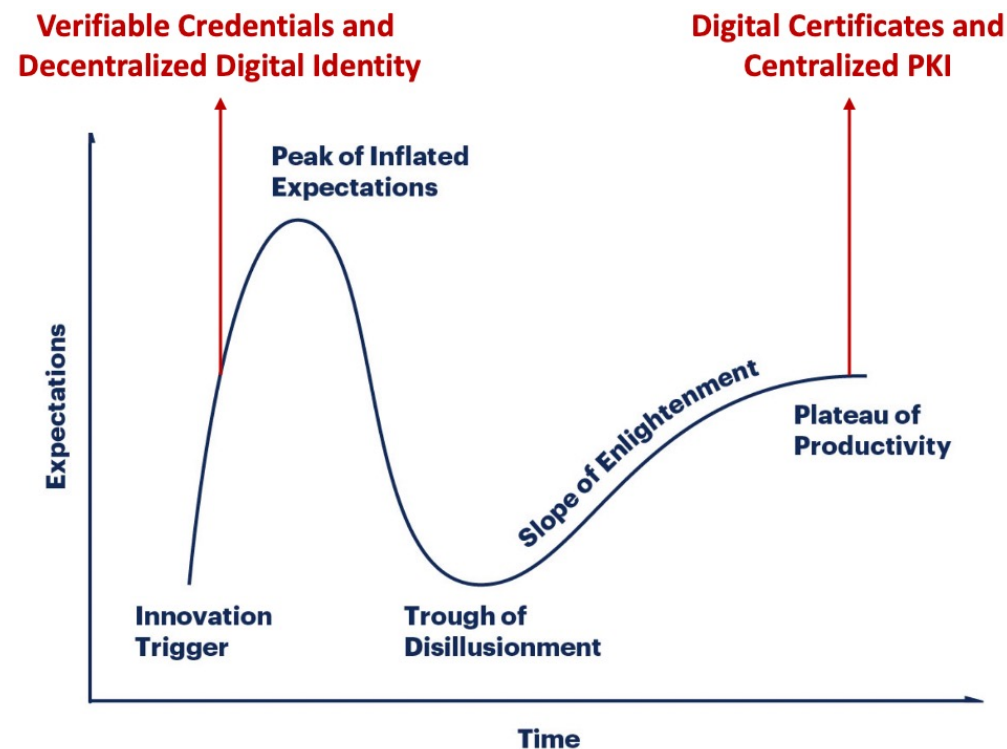 Verifiable Credentials and
Decentralized Digital Identity
Digital Certificates and
Centralized PKI
Peak of Inflated
Expectations
Expectations
Slope of Enlightenment
Plateau of
Productivity
Innovation
Trigger
Trough of
Disillusionment
Time